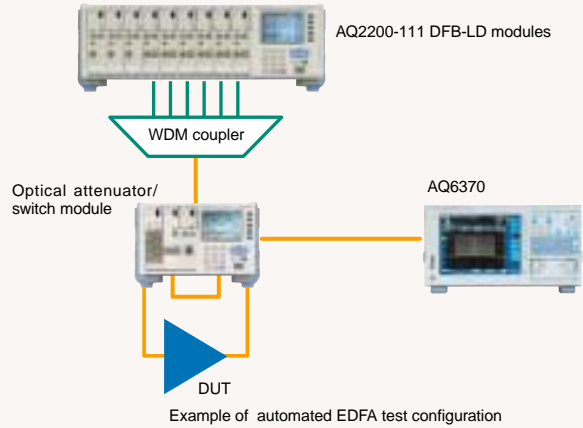 AQ2200-111 DFB-LD modules
WDM coupler
Optical attenuator/
switch module
AQ6370
DUT
Example of automated EDFA test configuration